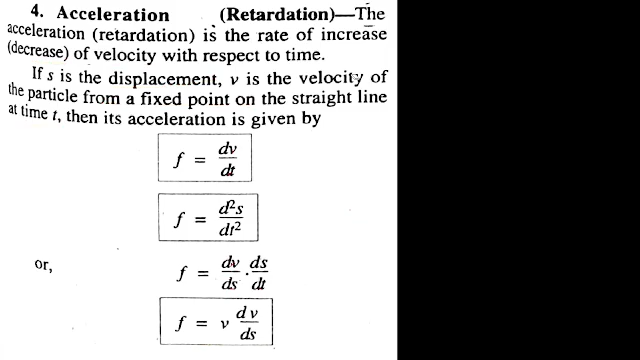 4. Acceleration (Retardation)—The
acceleration (retardation) is the rate of increase
(decrease) of velocity with respect to time.
If s is the displacement, v is the velocity of
the particle from a fixed point on the straight line
at time t, then its acceleration is given by
f = dv/dt
f = d²s/dt²
or, f = dv/ds · ds/dt
f = v dv/ds